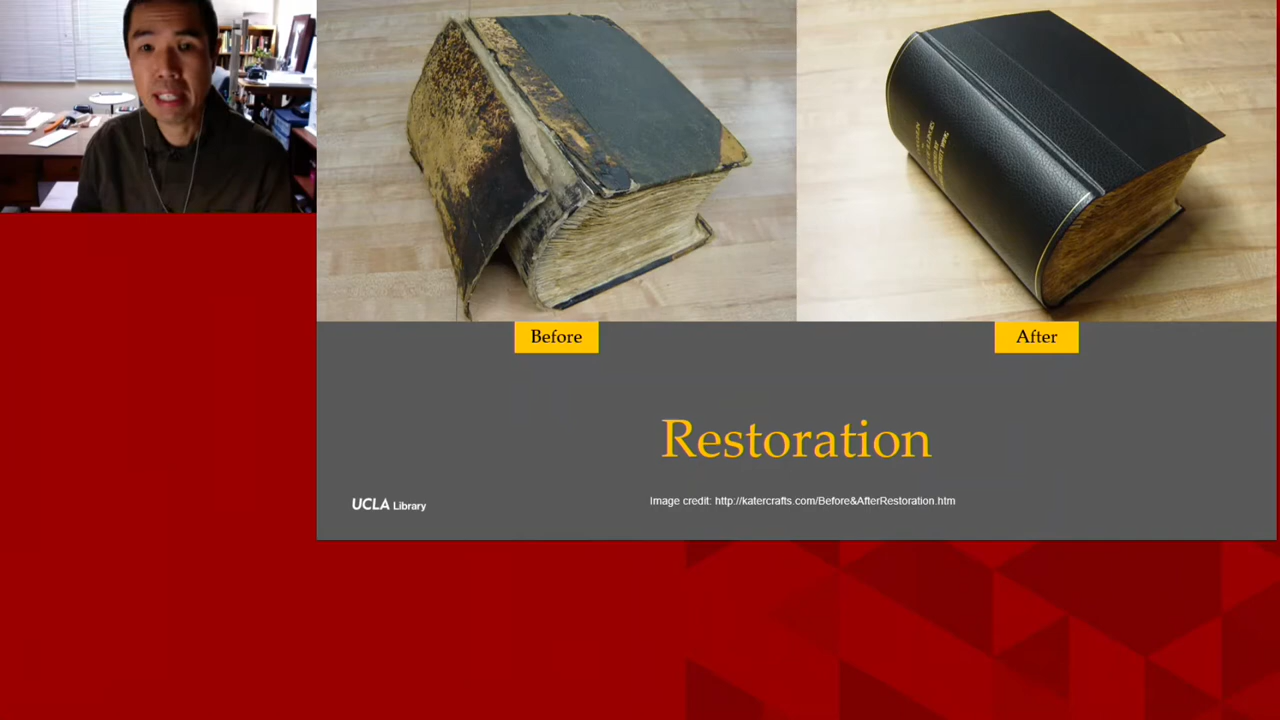 Before
After
Restoration
UCLA Library
Image credit: http://katercrafts.com/Before&AfterRestoration.htm